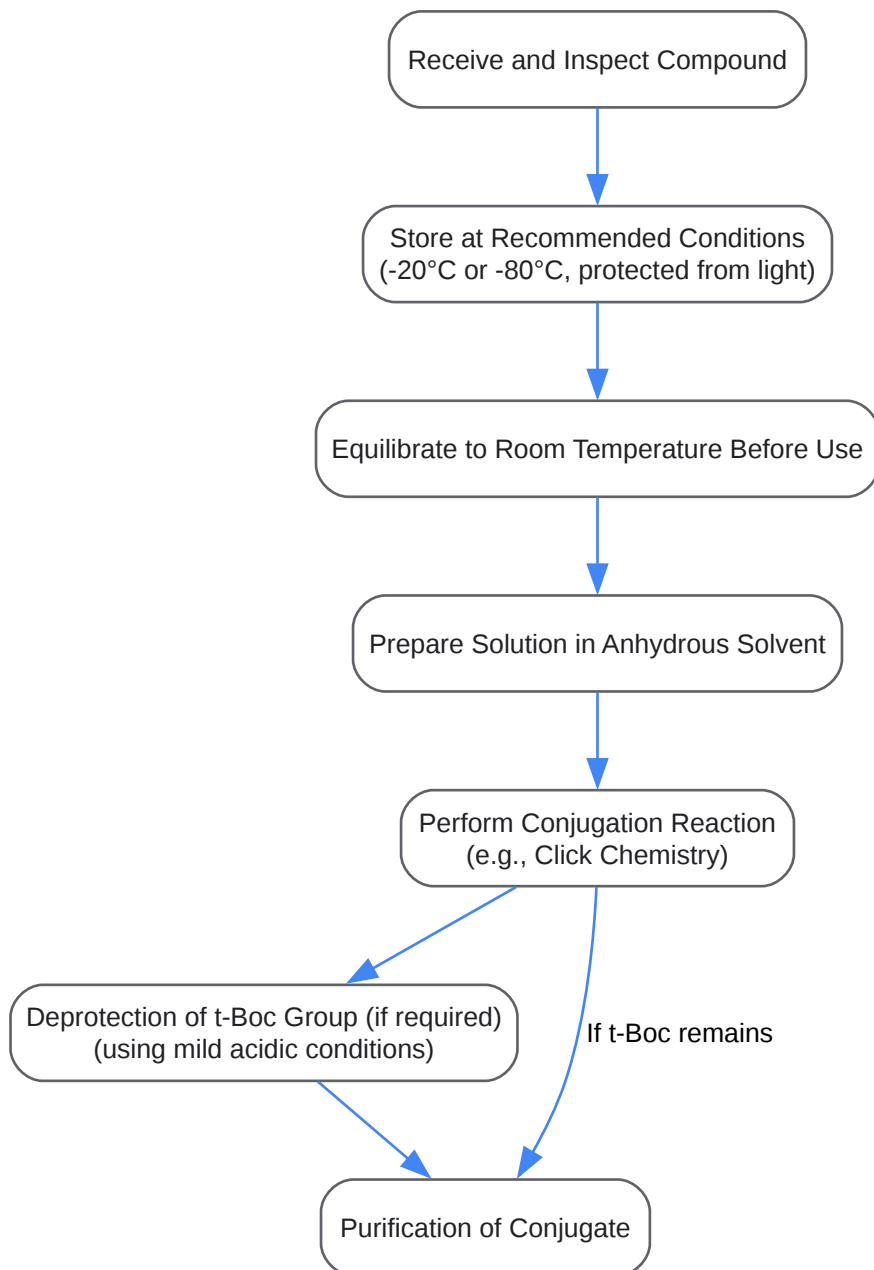 Receive and Inspect Compound
Store at Recommended Conditions
(-20°C or -80°C, protected from light)
Equilibrate to Room Temperature Before Use
Prepare Solution in Anhydrous Solvent
Perform Conjugation Reaction
(e.g., Click Chemistry)
Deprotection of t-Boc Group (if required)
(using mild acidic conditions)
If t-Boc remains
Purification of Conjugate